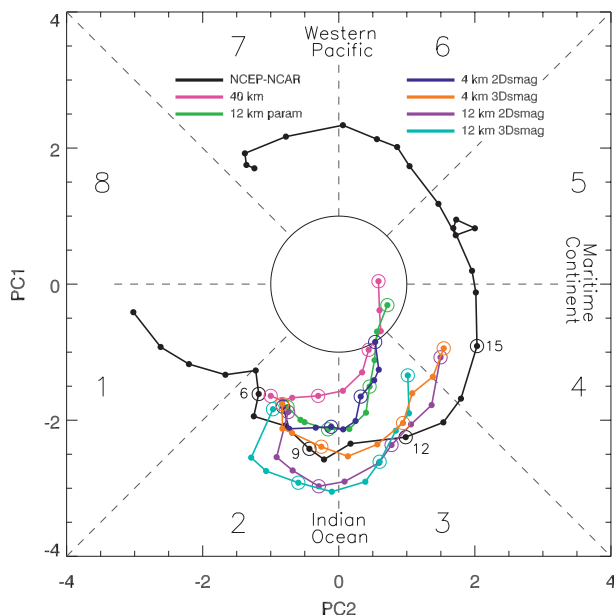 4
7
Western
Pacific
6
NCEP-NCAR
40 km
12 km param
4 km 2Dsmag
4 km 3Dsmag
12 km 2Dsmag
12 km 3Dsmag
2
8
5
PC1
0
Maritime
Continent
15
1
6
4
-2
9
12
2
Indian
Ocean
3
-4
-4
-2
0
2
4
PC2